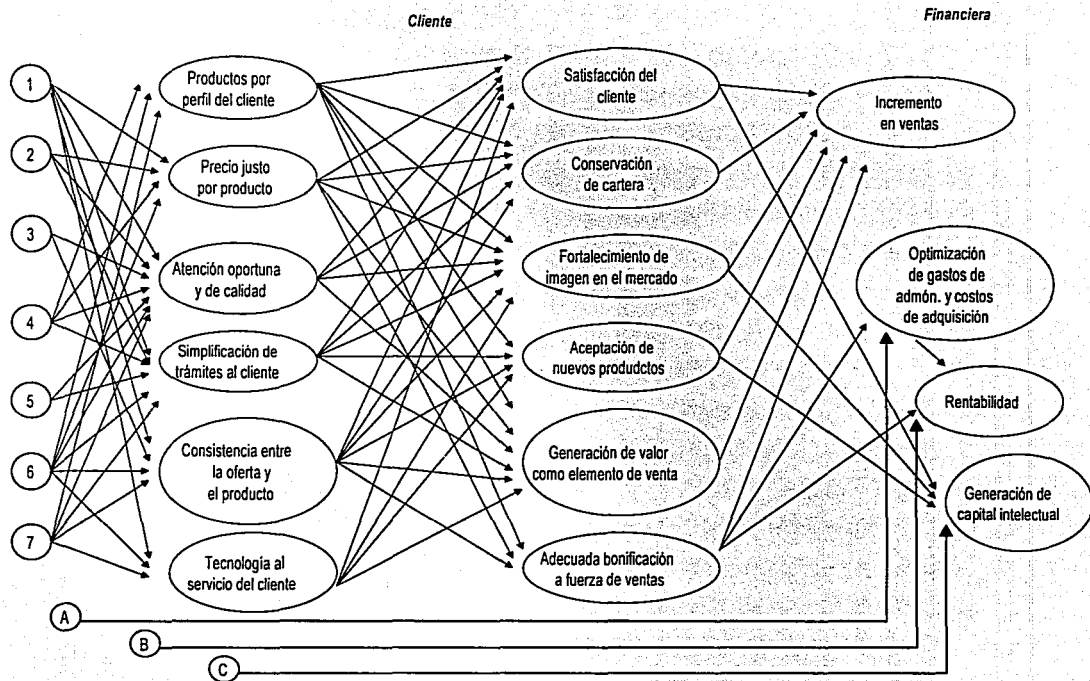 Cliente
Financiera
1
2
3
4
5
6
7
Productos por
perfil del cliente
Precio justo
por producto
Atención oportuna
y de calidad
Simplificación de
trámites al cliente
Consistencia entre
la oferta y
el producto
Tecnología al
servicio del cliente
Satisfacción del
cliente
Conservación
de cartera
Fortalecimiento de
imagen en el mercado
Aceptación de
nuevos produdctos
Generación de valor
como elemento de venta
Adecuada bonificación
a fuerza de ventas
Incremento
en ventas
Optimización
de gastos de
admón. y costos
de adquisición
Rentabilidad
Generación de
capital intelectual
A
B
C